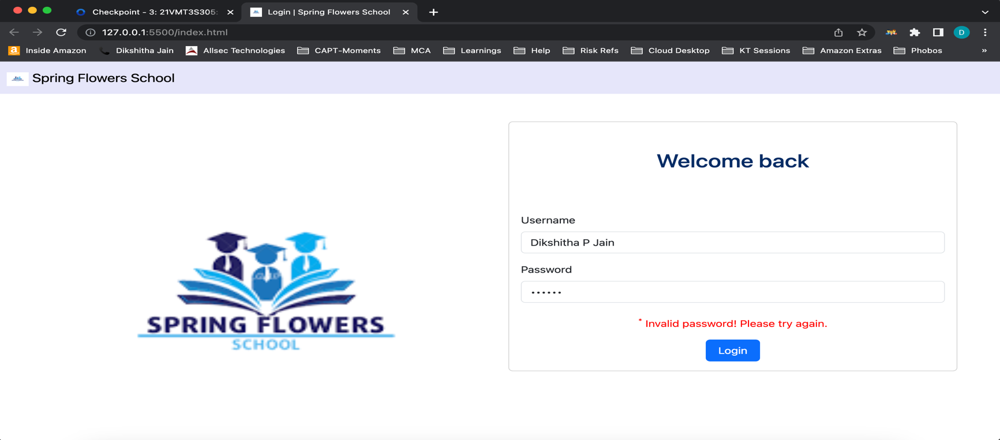 Checkpoint - 3: 21VMT3S305:
Login | Spring Flowers School
127.0.0.1:5500/index.html
D
Inside Amazon
Dikshitha Jain
Allsec Technologies
CAPT-Moments
MCA
Learnings
Help
Risk Refs
Cloud Desktop
KT Sessions
Amazon Extras
Phobos
»
Spring Flowers School
Welcome back
Username
Dikshitha P Jain
Password
••••••
* Invalid password! Please try again.
Login
SPRING FLOWERS
SCHOOL